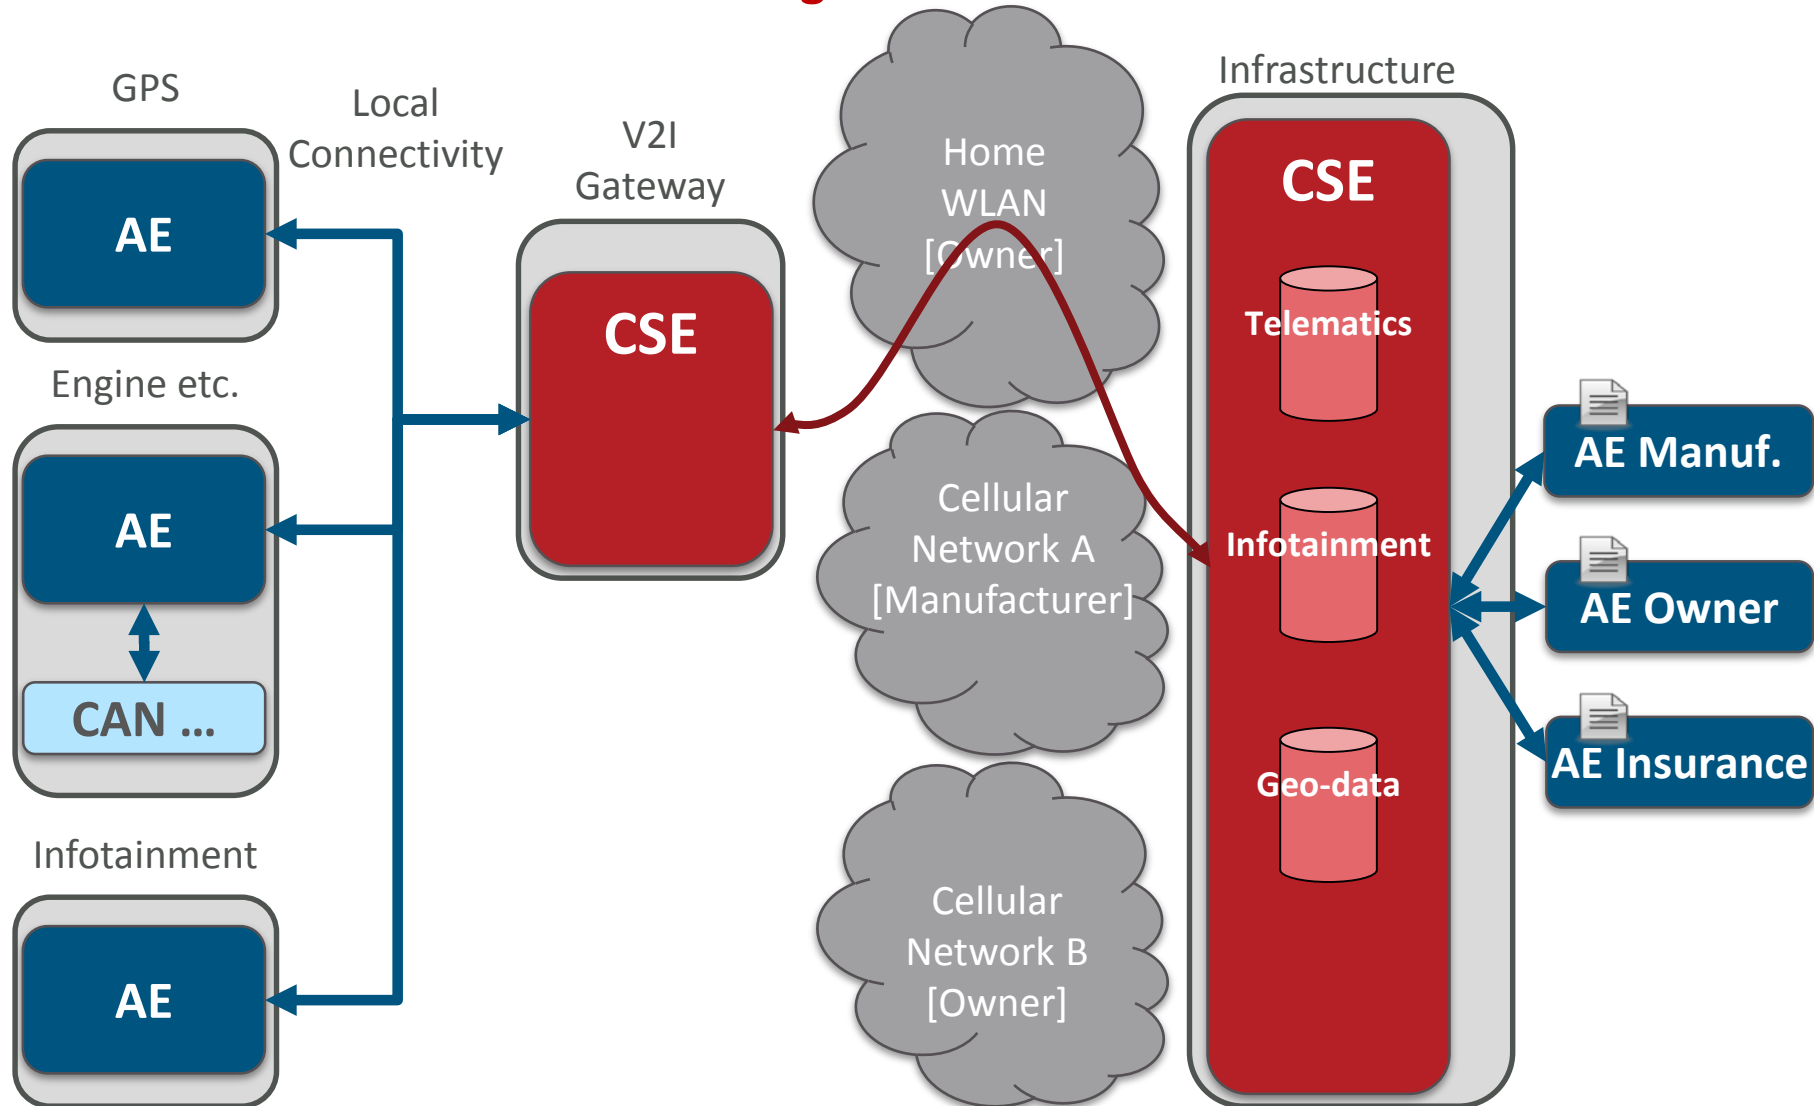 GPS
AE
Engine etc.
AE
CAN ...
Infotainment
AE
Local
Connectivity
V2I
Gateway
CSE
Home
WLAN
[Owner]
Cellular
Network A
[Manufacturer]
Cellular
Network B
[Owner]
Infrastructure
CSE
Telematics
Infotainment
Geo-data
AE Manuf.
AE Owner
AE Insurance